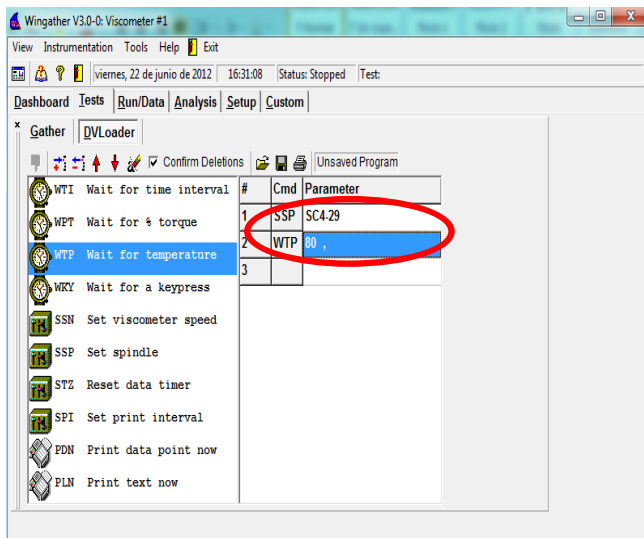 Wingather V3.0-0: Viscometer #1
View Instrumentation Tools Help Exit
viernes, 22 de junio de 2012 16:31:08 Status: Stopped Test:
Dashboard Tests Run/Data Analysis Setup Custom
Gather DVLoader
Confirm Deletions Unsaved Program
# Cmd Parameter
1 SSP SC4-29
2 WTP 80 ,
3
WTI Wait for time interval
WPT Wait for % torque
WTP Wait for temperature
WKY Wait for a keypress
SSN Set viscometer speed
SSP Set spindle
STZ Reset data timer
SPI Set print interval
PDN Print data point now
PLN Print text now